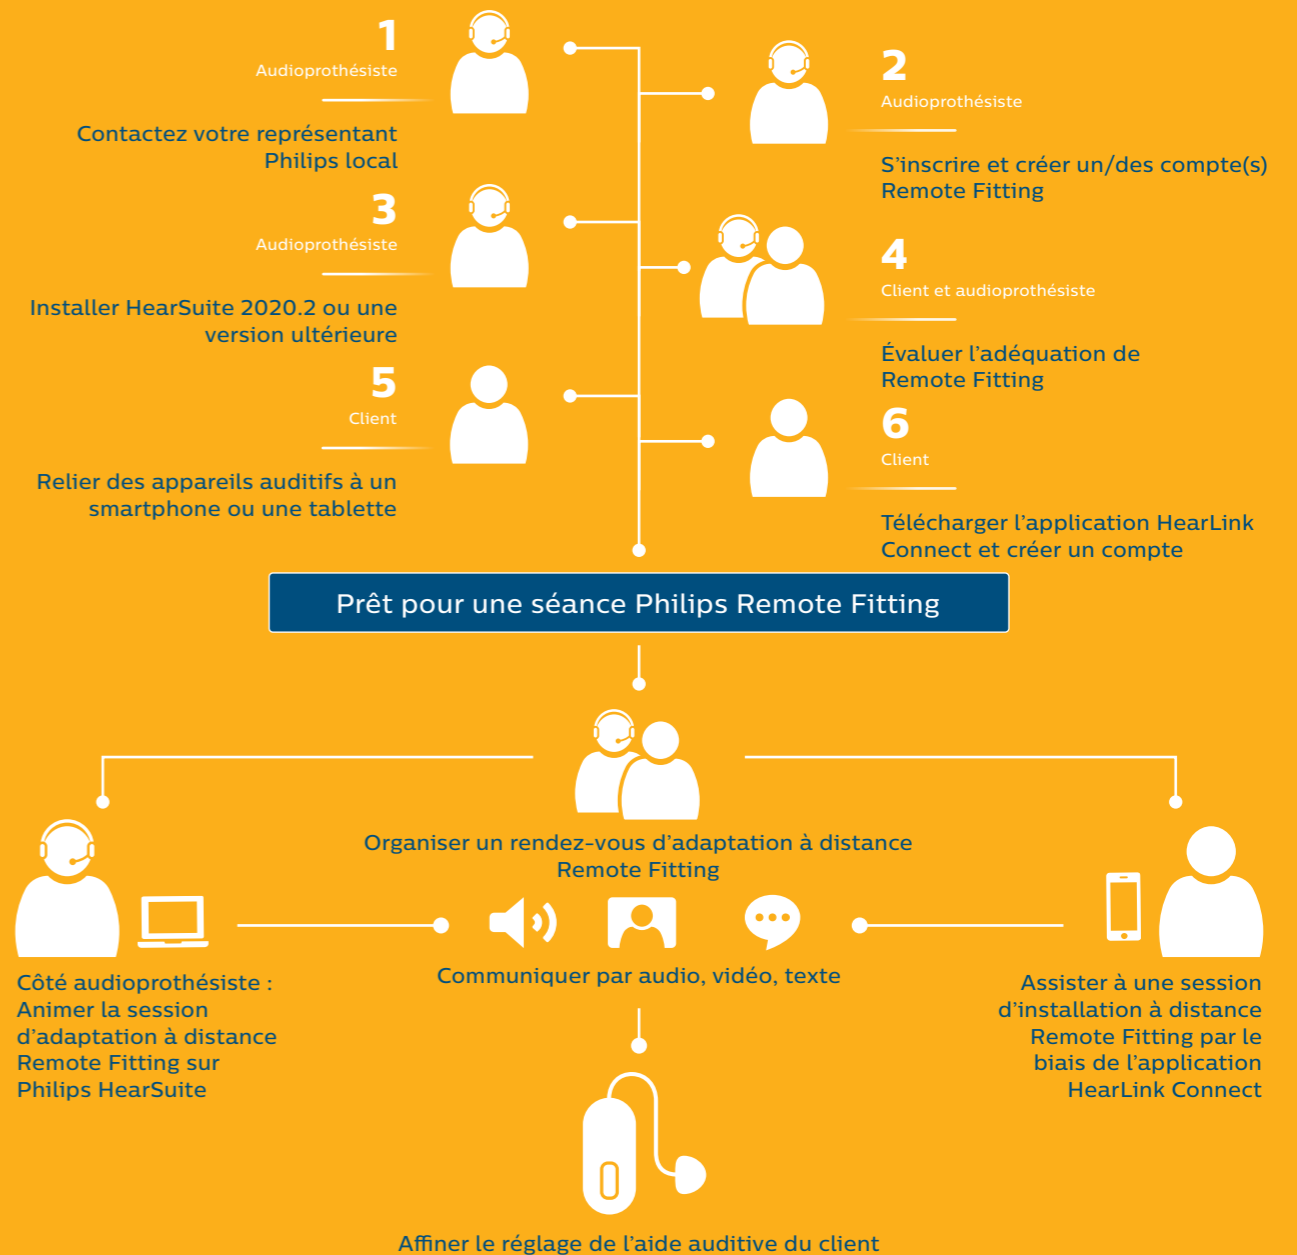 1
Audioprothésiste
Contactez votre représentant
Philips local
2
Audioprothésiste
S’inscrire et créer un/des compte(s)
Remote Fitting
3
Audioprothésiste
Installer HearSuite 2020.2 ou une
version ultérieure
4
Client et audioprothésiste
Évaluer l’adéquation de
Remote Fitting
5
Client
Relier des appareils auditifs à un
smartphone ou une tablette
6
Client
Télécharger l’application HearLink
Connect et créer un compte
Prêt pour une séance Philips Remote Fitting
Organiser un rendez-vous d’adaptation à distance
Remote Fitting
Communiquer par audio, vidéo, texte
Côté audioprothésiste :
Animer la session
d’adaptation à distance
Remote Fitting sur
Philips HearSuite
Assister à une session
d’installation à distance
Remote Fitting par le
biais de l’application
HearLink Connect
Affiner le réglage de l’aide auditive du client